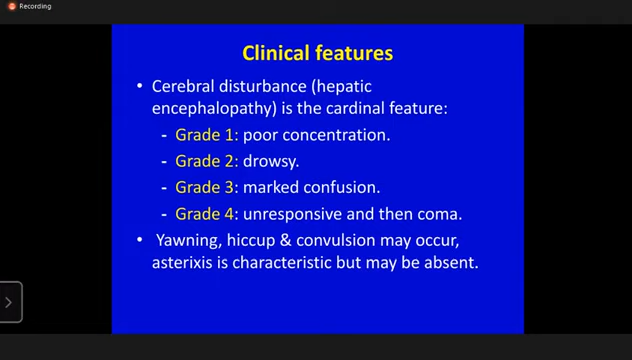 Recording
Clinical features
• Cerebral disturbance (hepatic
encephalopathy) is the cardinal feature:
- Grade 1: poor concentration.
- Grade 2: drowsy.
- Grade 3: marked confusion.
- Grade 4: unresponsive and then coma.
• Yawning, hiccup & convulsion may occur,
asterixis is characteristic but may be absent.